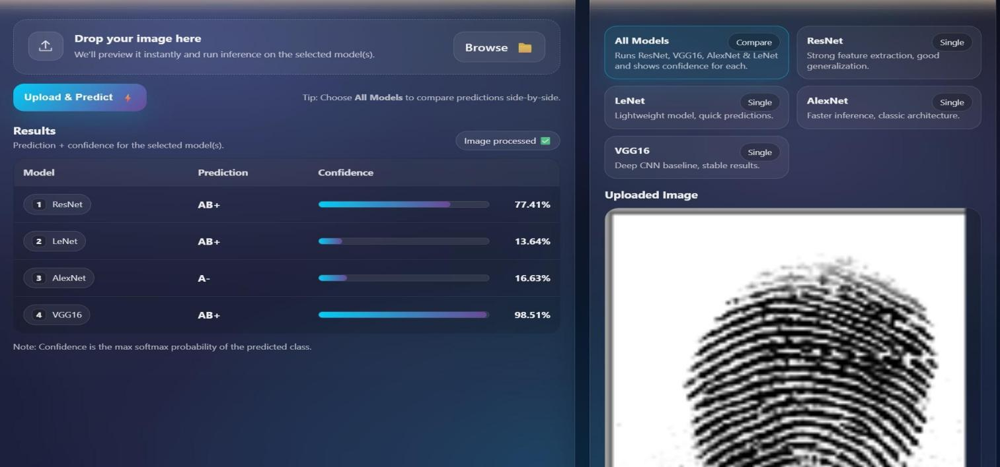 Drop your image here
We'll preview it instantly and run inference on the selected model(s).
Browse
Upload & Predict
Tip: Choose All Models to compare predictions side-by-side.
Results
Prediction + confidence for the selected model(s).
Image processed
Model Prediction Confidence
1 ResNet AB+ 77.41%
2 LeNet AB+ 13.64%
3 AlexNet A- 16.63%
4 VGG16 AB+ 98.51%
Note: Confidence is the max softmax probability of the predicted class.
All Models Compare
Runs ResNet, VGG16, AlexNet & LeNet
and shows confidence for each.
ResNet Single
Strong feature extraction, good
generalization.
LeNet Single
Lightweight model, quick predictions.
AlexNet Single
Faster inference, classic architecture.
VGG16 Single
Deep CNN baseline, stable results.
Uploaded Image